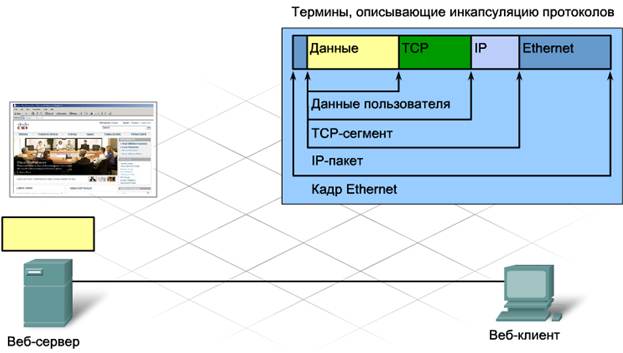 Термины, описывающие инкапсуляцию протоколов
Данные TCP IP Ethernet
Данные пользователя
TCP-сегмент
IP-пакет
Кадр Ethernet
Веб-сервер
Веб-клиент